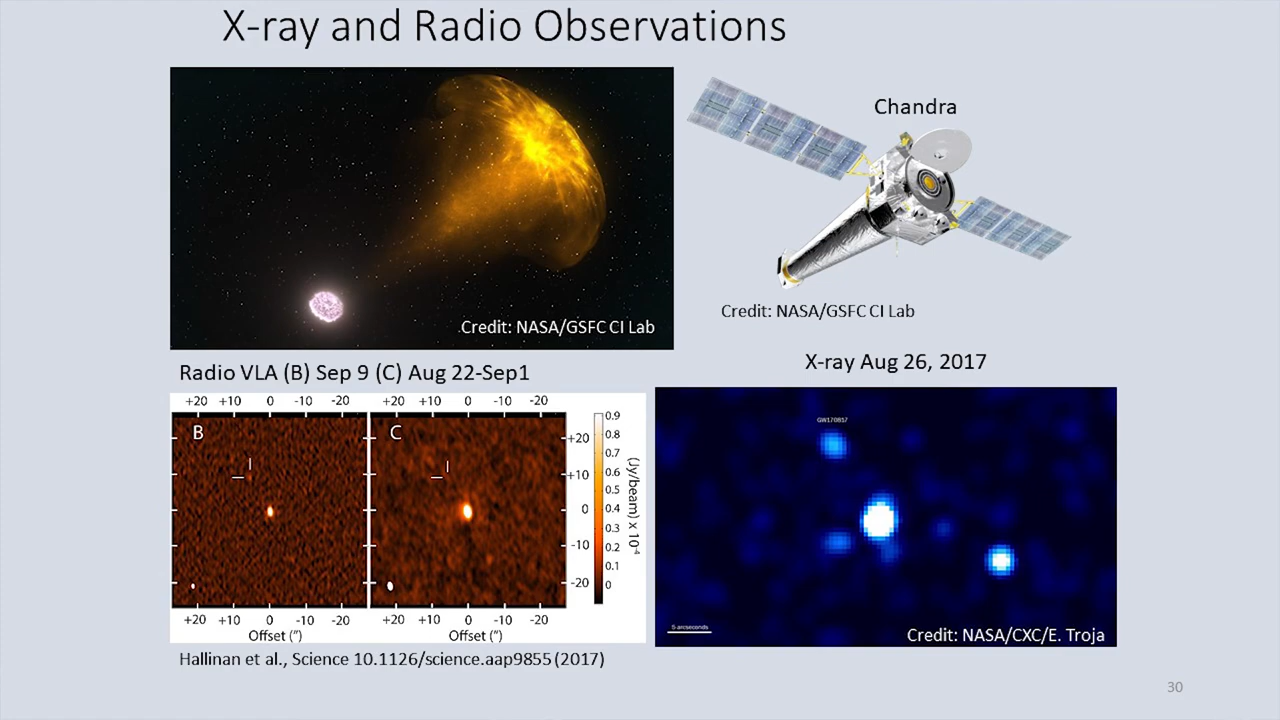 X-ray and Radio Observations
Chandra
Credit: NASA/GSFC CI Lab
Credit: NASA/GSFC CI Lab
X-ray Aug 26, 2017
Radio VLA (B) Sep 9 (C) Aug 22-Sep1
+20 +10 0 -10 -20 +20 +10 0 -10 -20
B
C
+20
+10
0
-10
-20
0.9
0.8
0.7
0.6
0.5
0.4
0.3
0.2
0.1
0
(Jy/beam) x 10⁻⁴
+20 +10 0 -10 -20 +20 +10 0 -10 -20
Offset (") Offset (")
GW170817
5 arcseconds
Credit: NASA/CXC/E. Troja
Hallinan et al., Science 10.1126/science.aap9855 (2017)
30